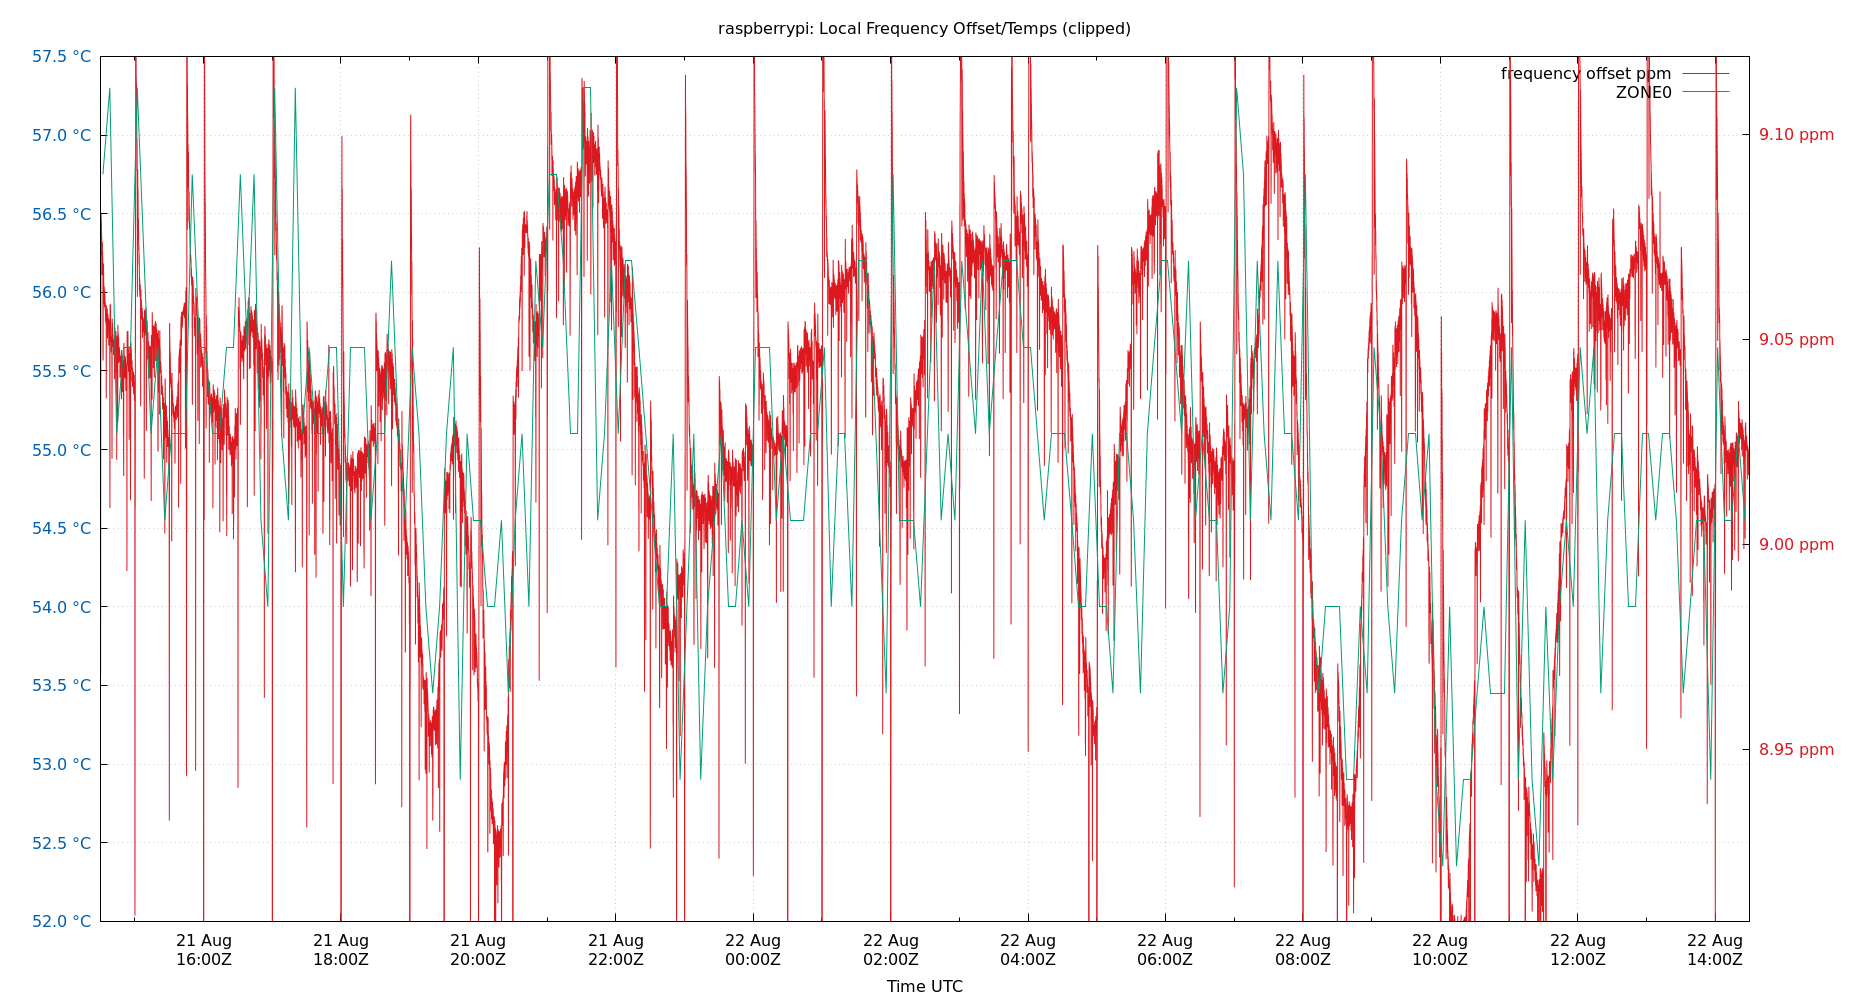 raspberrypi: Local Frequency Offset/Temps (clipped)
frequency offset ppm
ZONE0
57.5 °C
57.0 °C
56.5 °C
56.0 °C
55.5 °C
55.0 °C
54.5 °C
54.0 °C
53.5 °C
53.0 °C
52.5 °C
52.0 °C
9.10 ppm
9.05 ppm
9.00 ppm
8.95 ppm
21 Aug
16:00Z
21 Aug
18:00Z
21 Aug
20:00Z
21 Aug
22:00Z
22 Aug
00:00Z
22 Aug
02:00Z
22 Aug
04:00Z
22 Aug
06:00Z
22 Aug
08:00Z
22 Aug
10:00Z
22 Aug
12:00Z
22 Aug
14:00Z
Time UTC